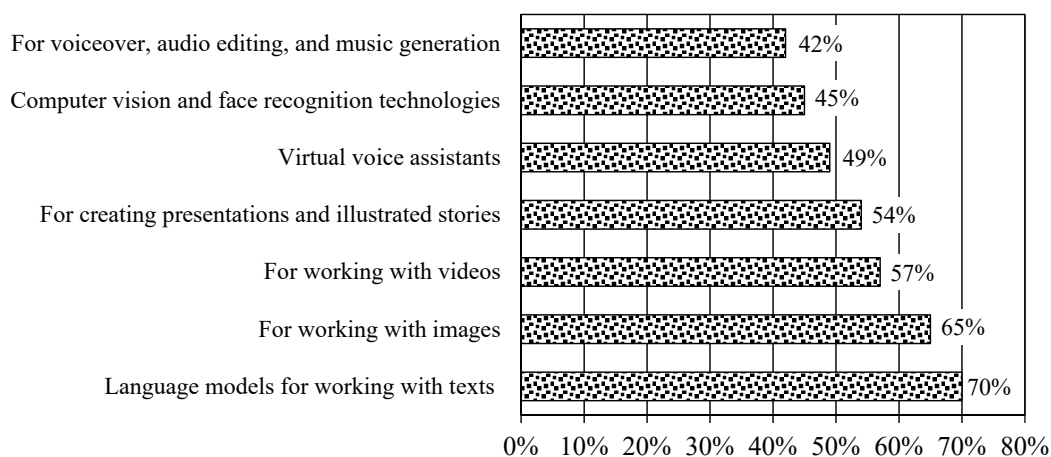 For voiceover, audio editing, and music generation 42%
Computer vision and face recognition technologies 45%
Virtual voice assistants 49%
For creating presentations and illustrated stories 54%
For working with videos 57%
For working with images 65%
Language models for working with texts 70%
0% 10% 20% 30% 40% 50% 60% 70% 80%